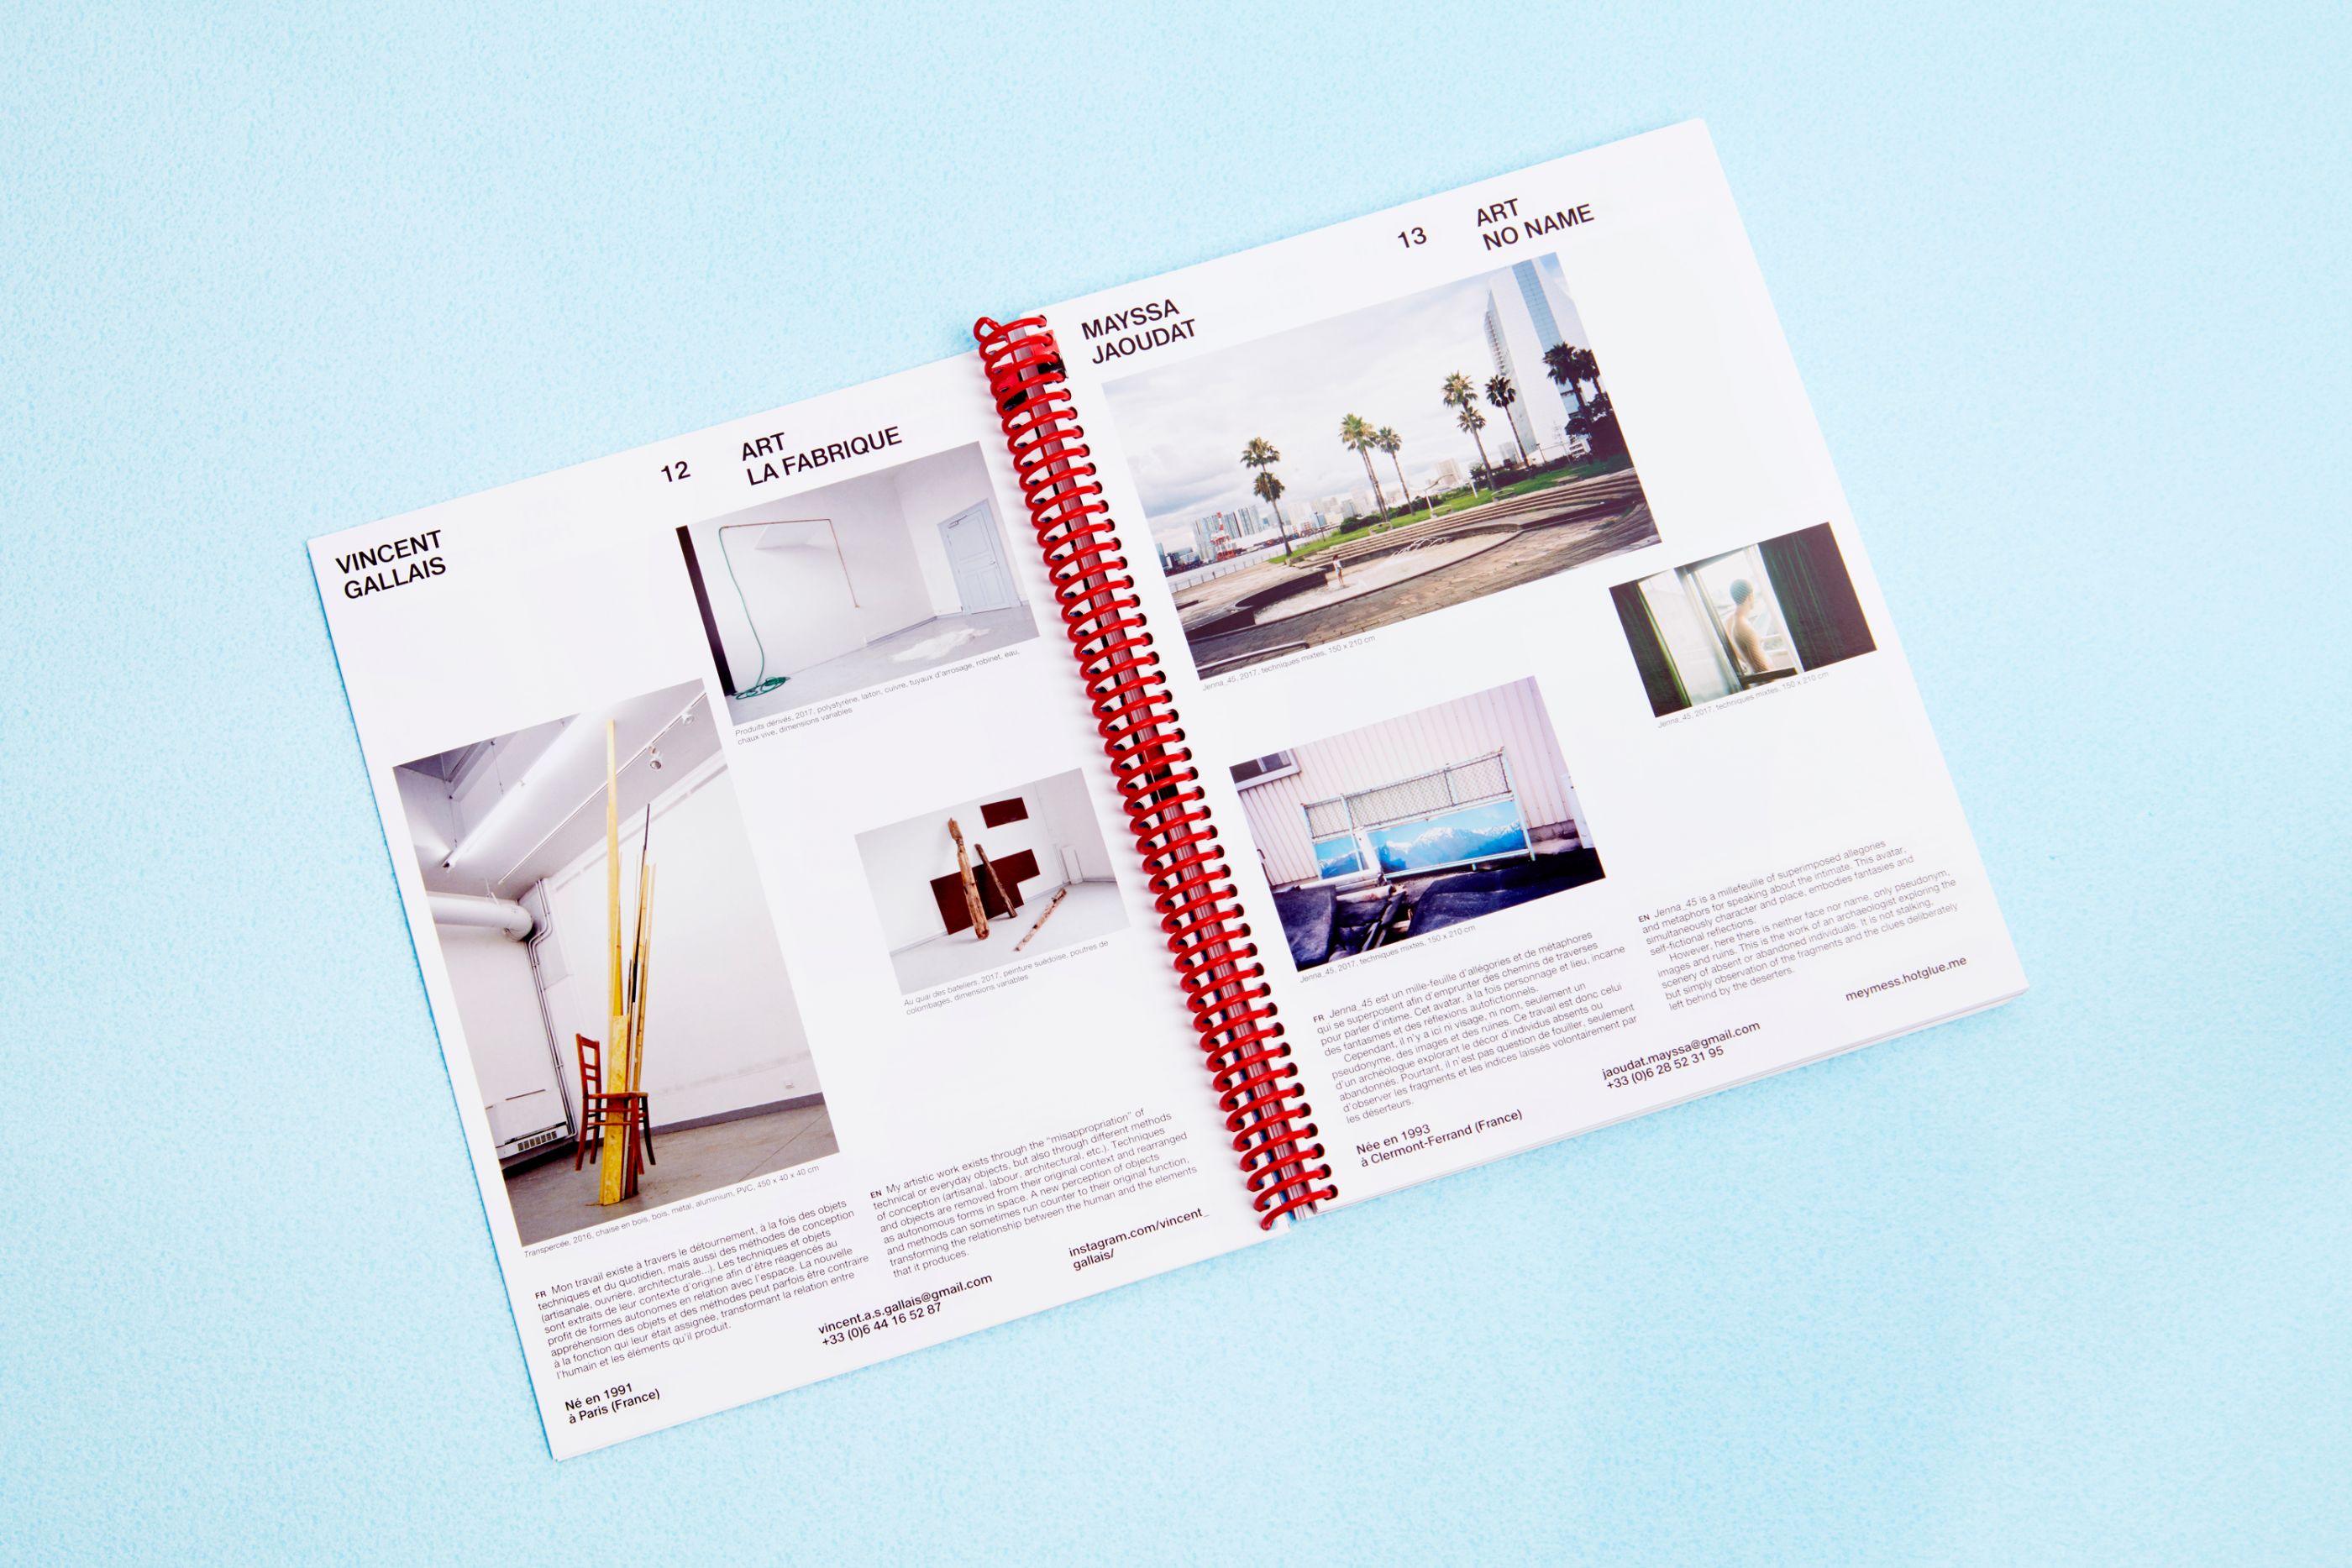 12
ART
LA FABRIQUE
VINCENT
GALLAIS
Produits dérivés, 2017, polystyrène, laiton, cuivre, tuyaux d'arrosage, robinet, eau,
chaux vive, dimensions variables
Au quai des bateliers, 2017, peinture suédoise, poutres de
colombages, dimensions variables
Transpercée, 2016, chaise en bois, bois, métal, aluminium, PVC, 450 x 40 x 40 cm
FR Mon travail existe à travers le détournement, à la fois des objets
techniques et du quotidien, mais aussi des méthodes de conception
(artisanale, ouvrière, architecturale...). Les techniques et objets
sont extraits de leur contexte d'origine afin d'être réagencés au
profit de formes autonomes en relation avec l'espace. La nouvelle
appréhension des objets et des méthodes peut parfois être contraire
à la fonction qui leur était assignée, transformant la relation entre
l'humain et les éléments qu'il produit.
EN My artistic work exists through the “misappropriation” of
technical or everyday objects, but also through different methods
of conception (artisanal, labour, architectural, etc.). Techniques
and objects are removed from their original context and rearranged
as autonomous forms in space. A new perception of objects
and methods can sometimes run counter to their original function,
transforming the relationship between the human and the elements
that it produces.
Né en 1991
à Paris (France)
vincent.a.s.gallais@gmail.com
+33 (0)6 44 16 52 87
instagram.com/vincent_
gallais/
13
ART
NO NAME
MAYSSA
JAOUDAT
Jenna_45, 2017, techniques mixtes, 150 x 210 cm
Jenna_45, 2017, techniques mixtes, 150 x 210 cm
Jenna_45, 2017, techniques mixtes, 150 x 210 cm
FR Jenna_45 est un mille-feuille d'allégories et de métaphores
qui se superposent afin d'emprunter des chemins de traverses
pour parler d'intime. Cet avatar, à la fois personnage et lieu, incarne
des fantasmes et des réflexions autofictionnels.
Cependant, il n'y a ici ni visage, ni nom, seulement un
pseudonyme, des images et des ruines. Ce travail est donc celui
d'un archéologue explorant le décor d'individus absents ou
abandonnés. Pourtant, il n'est pas question de fouiller, seulement
d'observer les fragments et les indices laissés volontairement par
les déserteurs.
EN Jenna_45 is a millefeuille of superimposed allegories
and metaphors for speaking about the intimate. This avatar,
simultaneously character and place, embodies fantasies and
self-fictional reflections.
However, here there is neither face nor name, only pseudonym,
images and ruins. This is the work of an archaeologist exploring the
scenery of absent or abandoned individuals. It is not stalking,
but simply observation of the fragments and the clues deliberately
left behind by the deserters.
Née en 1993
à Clermont-Ferrand (France)
jaoudat.mayssa@gmail.com
+33 (0)6 28 52 31 95
meymess.hotglue.me